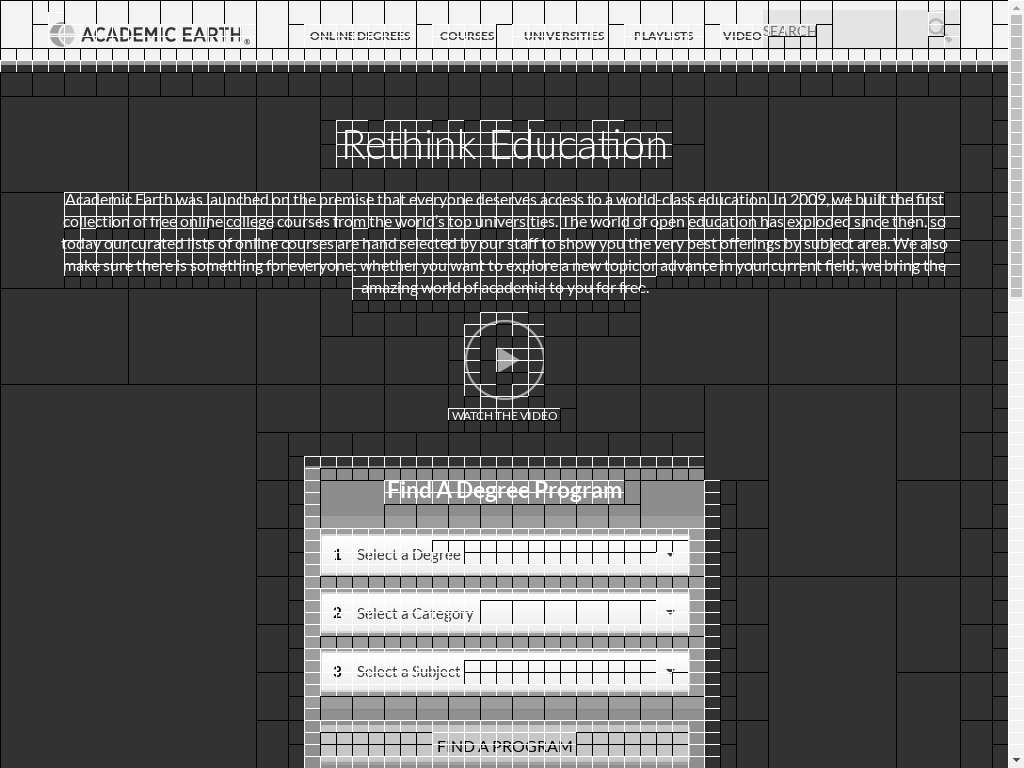 ACADEMIC EARTH®
ONLINE DEGREES COURSES UNIVERSITIES PLAYLISTS VIDEO SEARCH
Rethink Education
Academic Earth was launched on the premise that everyone deserves access to a world-class education. In 2009, we built the first
collection of free online college courses from the world's top universities. The world of open education has exploded since then, so
today our curated lists of online courses are hand selected by our staff to show you the very best offerings by subject area. We also
make sure there is something for everyone: whether you want to explore a new topic or advance in your current field, we bring the
amazing world of academia to you for free.
WATCH THE VIDEO
Find A Degree Program
1 Select a Degree
2 Select a Category
3 Select a Subject
FIND A PROGRAM